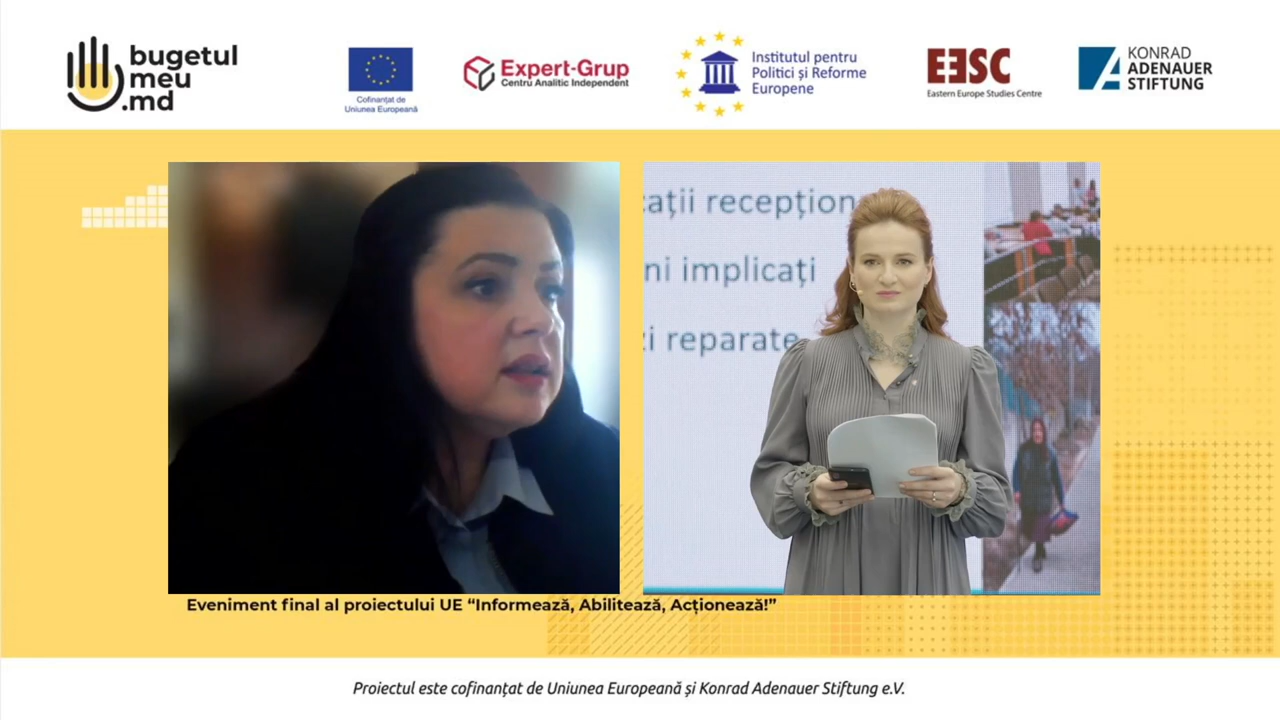 bugetul
meu
.md
Cofinanțat de
Uniunea Europeană
Expert-Grup
Centru Analitic Independent
Institutul pentru
Politici și Reforme
Europene
EESC
Eastern Europe Studies Centre
KONRAD
ADENAUER
STIFTUNG
cații recepțion
ni implicați
zi reparate
Eveniment final al proiectului UE “Informează, Abilitează, Acționează!”
Proiectul este cofinanțat de Uniunea Europeană și Konrad Adenauer Stiftung e.V.